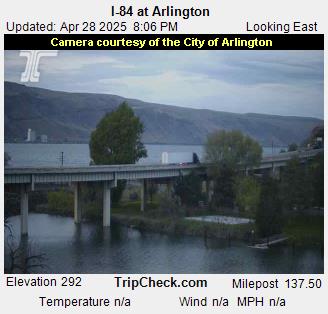 I-84 at Arlington
Updated: Apr 28 2025 8:06 PM Looking East
Camera courtesy of the City of Arlington
Elevation 292 TripCheck.com Milepost 137.50
Temperature n/a Wind n/a MPH n/a